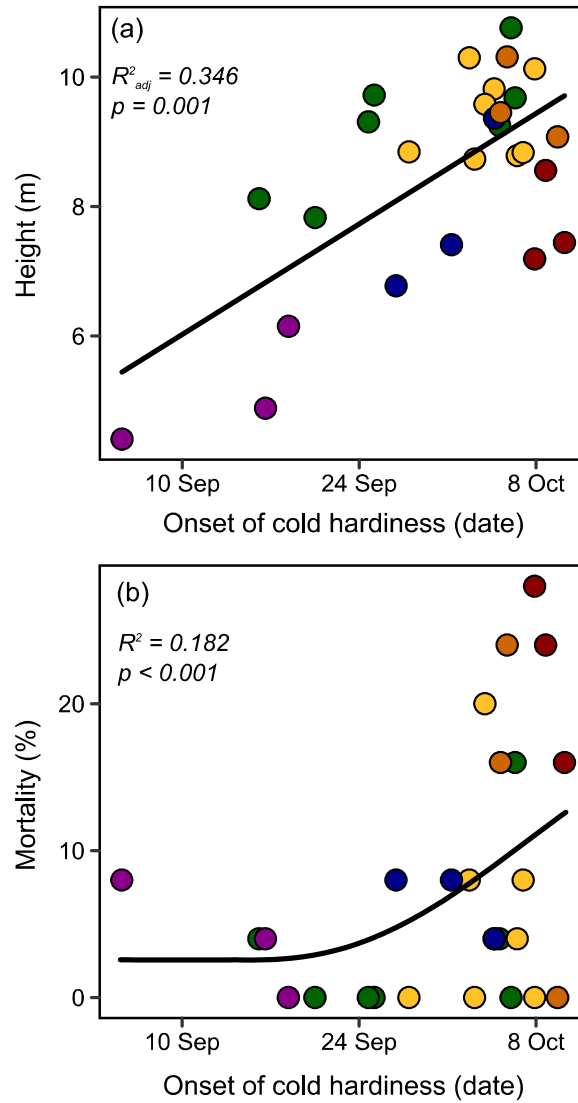 (a)
R²adj = 0.346
p = 0.001
10
8
6
Height (m)
10 Sep 24 Sep 8 Oct
Onset of cold hardiness (date)
(b)
R² = 0.182
p < 0.001
20
10
0
Mortality (%)
10 Sep 24 Sep 8 Oct
Onset of cold hardiness (date)